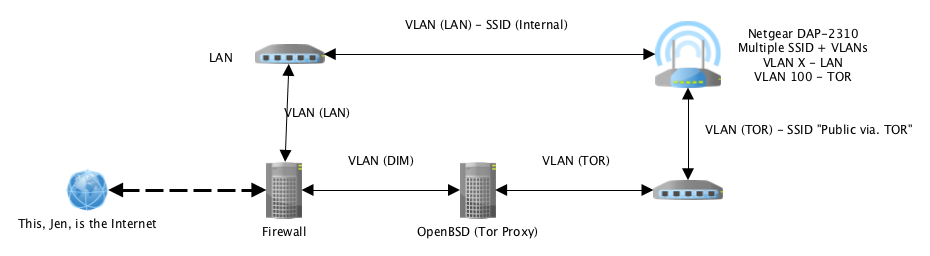 VLAN (LAN) – SSID (Internal)
Netgear DAP-2310
Multiple SSID + VLANs
VLAN X – LAN
VLAN 100 – TOR
LAN
VLAN (LAN)
VLAN (TOR) – SSID "Public via. TOR"
VLAN (DIM)
VLAN (TOR)
This, Jen, is the Internet
Firewall
OpenBSD (Tor Proxy)